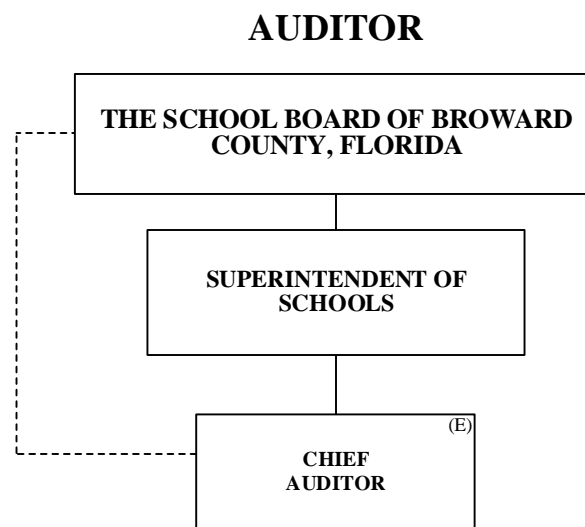 AUDITOR
THE SCHOOL BOARD OF BROWARD
COUNTY, FLORIDA
SUPERINTENDENT OF
SCHOOLS
(E)
CHIEF
AUDITOR